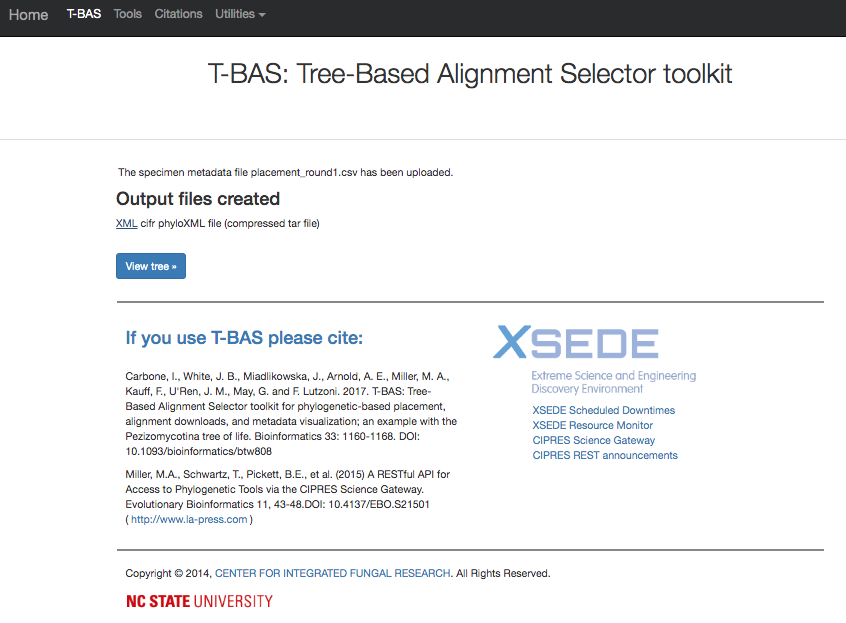 Home T-BAS Tools Citations Utilities
T-BAS: Tree-Based Alignment Selector toolkit
The specimen metadata file placement_round1.csv has been uploaded.
Output files created
XML cifr phyloXML file (compressed tar file)
View tree »
If you use T-BAS please cite:
Carbone, I., White, J. B., Miadlikowska, J., Arnold, A. E., Miller, M. A.,
Kauff, F., U'Ren, J. M., May, G. and F. Lutzoni. 2017. T-BAS: Tree-
Based Alignment Selector toolkit for phylogenetic-based placement,
alignment downloads, and metadata visualization; an example with the
Pezizomycotina tree of life. Bioinformatics 33: 1160-1168. DOI:
10.1093/bioinformatics/btw808
Miller, M.A., Schwartz, T., Pickett, B.E., et al. (2015) A RESTful API for
Access to Phylogenetic Tools via the CIPRES Science Gateway.
Evolutionary Bioinformatics 11, 43-48.DOI: 10.4137/EBO.S21501
( http://www.la-press.com )
XSEDE
Extreme Science and Engineering
Discovery Environment
XSEDE Scheduled Downtimes
XSEDE Resource Monitor
CIPRES Science Gateway
CIPRES REST announcements
Copyright © 2014, CENTER FOR INTEGRATED FUNGAL RESEARCH. All Rights Reserved.
NC STATE UNIVERSITY